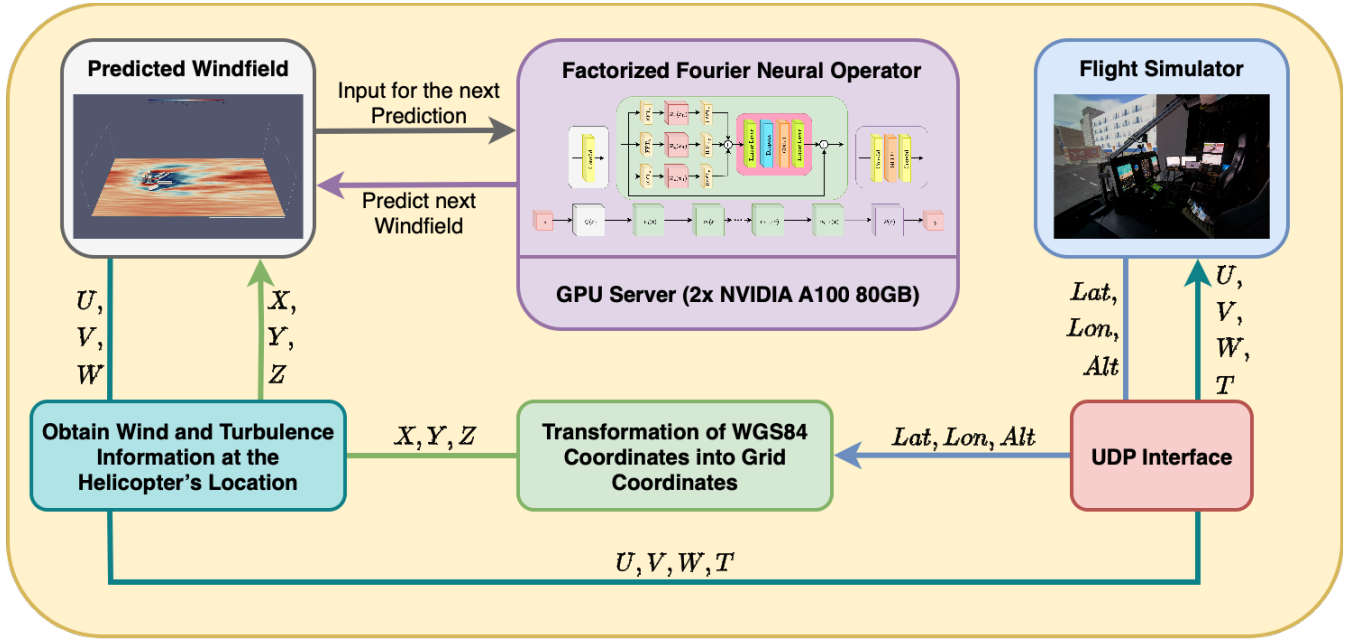 Predicted Windfield
Input for the next
Prediction
Predict next
Windfield
Factorized Fourier Neural Operator
GPU Server (2x NVIDIA A100 80GB)
Flight Simulator
U,
V,
W
X,
Y,
Z
Lat,
Lon,
Alt
U,
V,
W,
T
Obtain Wind and Turbulence
Information at the
Helicopter's Location
X, Y, Z
Transformation of WGS84
Coordinates into Grid
Coordinates
Lat, Lon, Alt
UDP Interface
U, V, W, T